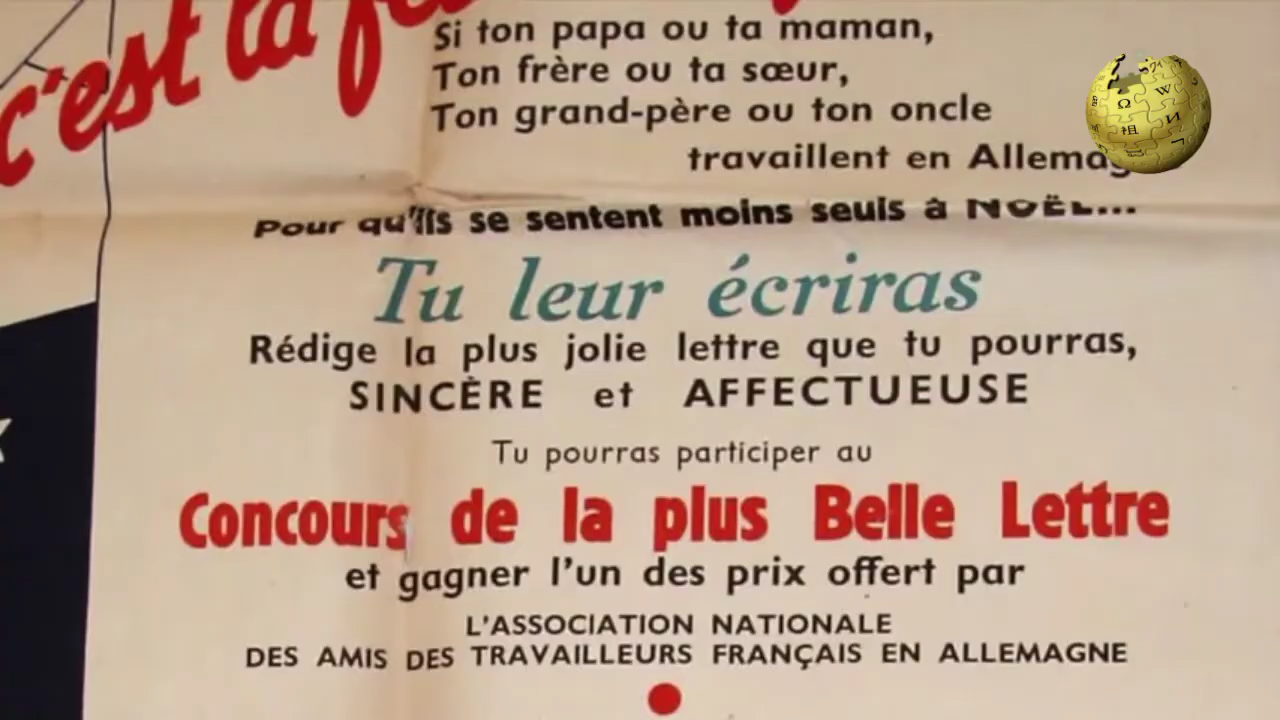 c'est la
Si ton papa ou ta maman,
Ton frère ou ta sœur,
Ton grand-père ou ton oncle
travaillent en Allemag
Pour qu'ils se sentent moins seuls à NOËL...
Tu leur écriras
Rédige la plus jolie lettre que tu pourras,
SINCÈRE et AFFECTUEUSE
Tu pourras participer au
Concours de la plus Belle Lettre
et gagner l'un des prix offert par
L'ASSOCIATION NATIONALE
DES AMIS DES TRAVAILLEURS FRANÇAIS EN ALLEMAGNE